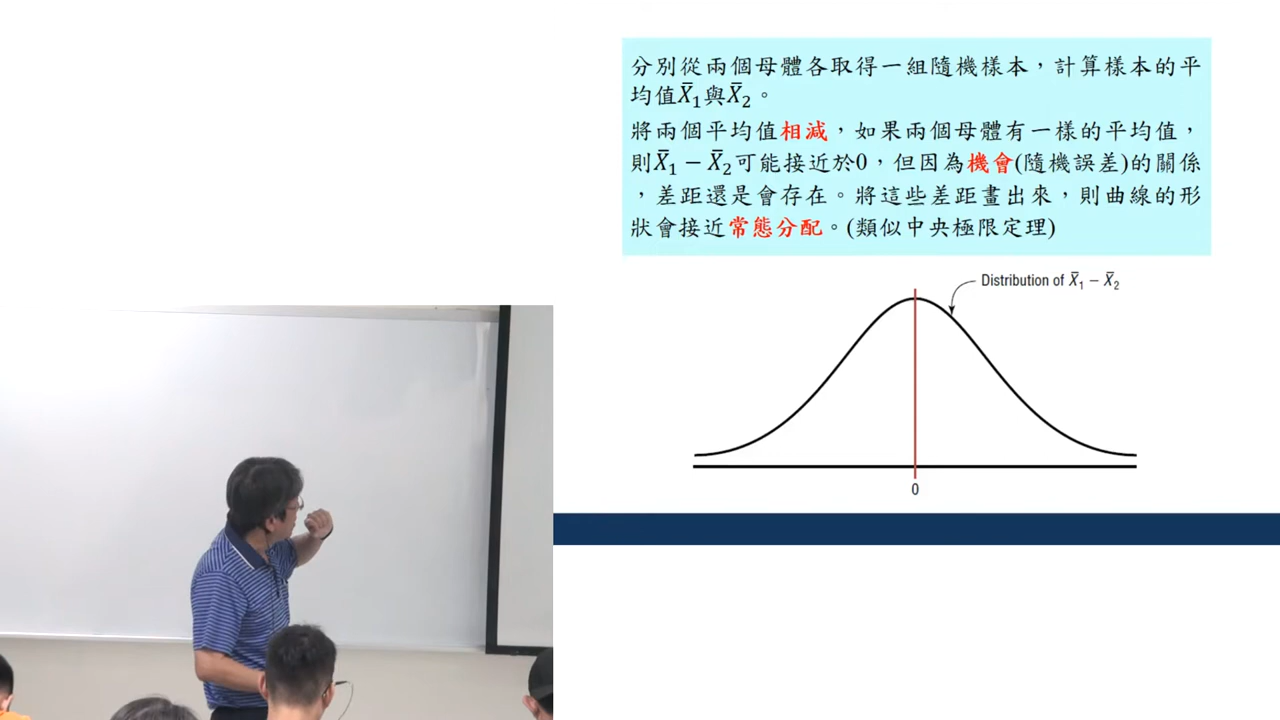 分別從兩個母體各取得一組隨機樣本，計算樣本的平
均值X̄₁與X̄₂。
將兩個平均值相減，如果兩個母體有一樣的平均值，
則X̄₁ − X̄₂可能接近於0，但因為機會(隨機誤差)的關係
，差距還是會存在。將這些差距畫出來，則曲線的形
狀會接近常態分配。(類似中央極限定理)
Distribution of X̄₁ − X̄₂
0